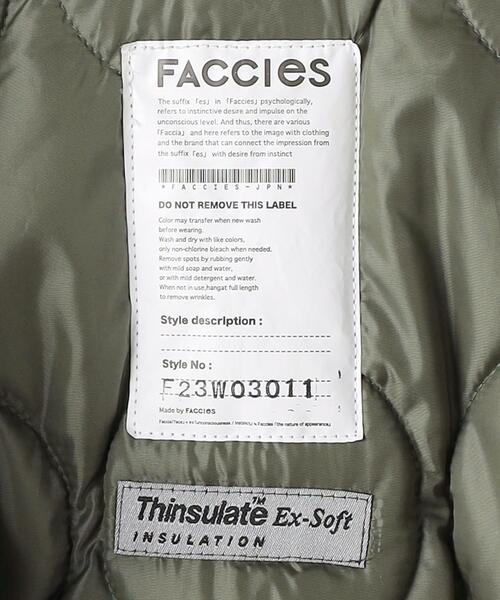 FACCIES
The suffix 「es」 in 「Faccies」 psychologically,
refers to instinctive desire and impulse on the
unconscious level. And thus, there are various
「Faccia」 and here refers to the image with clothing
and the brand that can connect the impression from
the suffix 「es」 with desire from instinct
*FACCIES-JPN*
DO NOT REMOVE THIS LABEL
Color may transfer when new wash
before wearing.
Wash and dry with like colors,
only non-chlorine bleach when needed.
Remove spots by rubbing gently
with mild soap and water,
or with mild detergent and water.
When not in use,hangat full length
to remove wrinkles.
Style description :
Style No :
F23W03011
Made by FACCIES
Thinsulate™ Ex-Soft
INSULATION